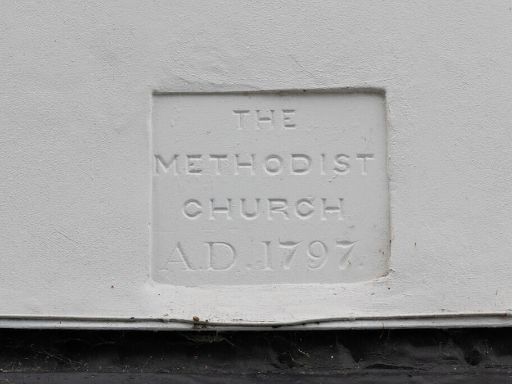 THE
METHODIST
CHURCH
A.D. 1797.